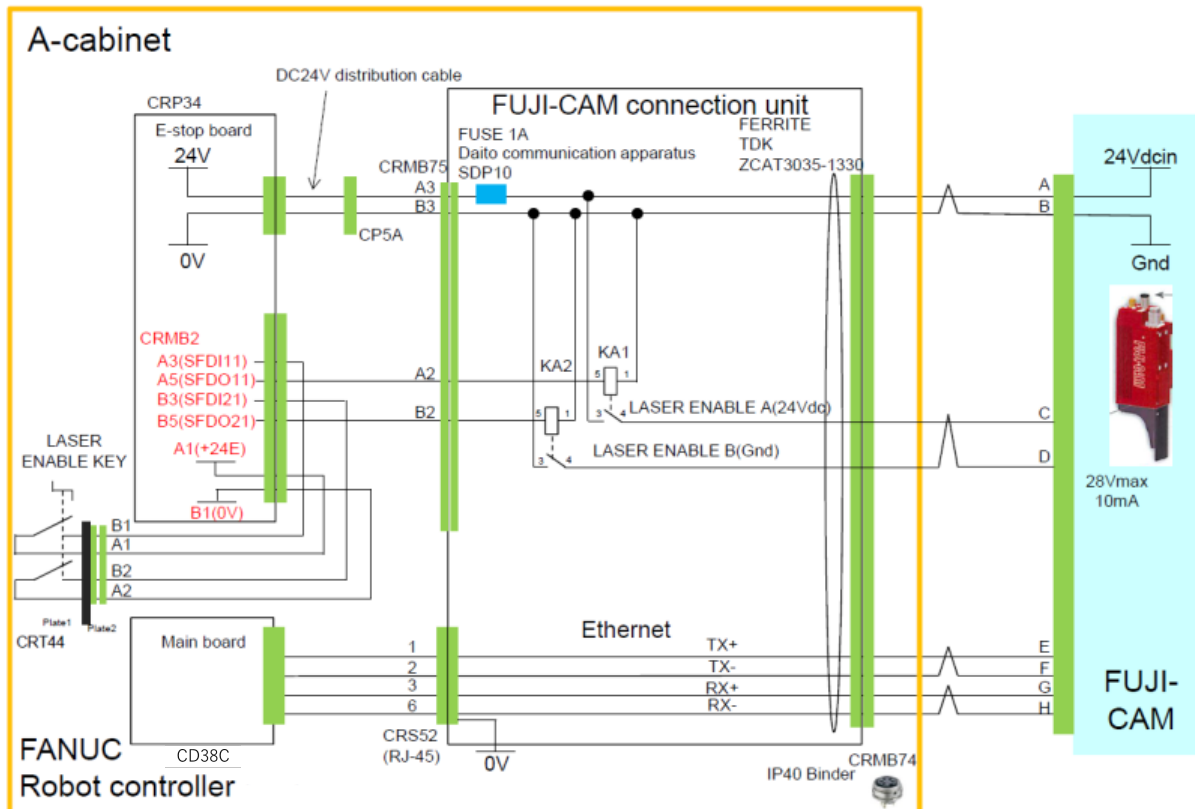 A-cabinet
DC24V distribution cable
CRP34
E-stop board
24V
0V
CP5A
CRMB75
A3
B3
FUJI-CAM connection unit
FUSE 1A
Daito communication apparatus
SDP10
FERRITE
TDK
ZCAT3035-1330
24Vdcin
A
B
Gnd
CRMB2
A3(SFDI11)
A5(SFDO11)
B3(SFDI21)
B5(SFDO21)
A1(+24E)
B1(0V)
A2
B2
KA2
KA1
5 1
3 4
LASER ENABLE A(24Vdc)
5 1
3 4
LASER ENABLE B(Gnd)
C
D
28Vmax
10mA
LASER
ENABLE KEY
B1
A1
B2
A2
Plate1
Plate2
CRT44
Main board
CD38C
1
2
3
6
Ethernet
TX+
TX-
RX+
RX-
E
F
G
H
FUJI-
CAM
CRS52
(RJ-45)
0V
IP40 Binder
CRMB74
FANUC
Robot controller